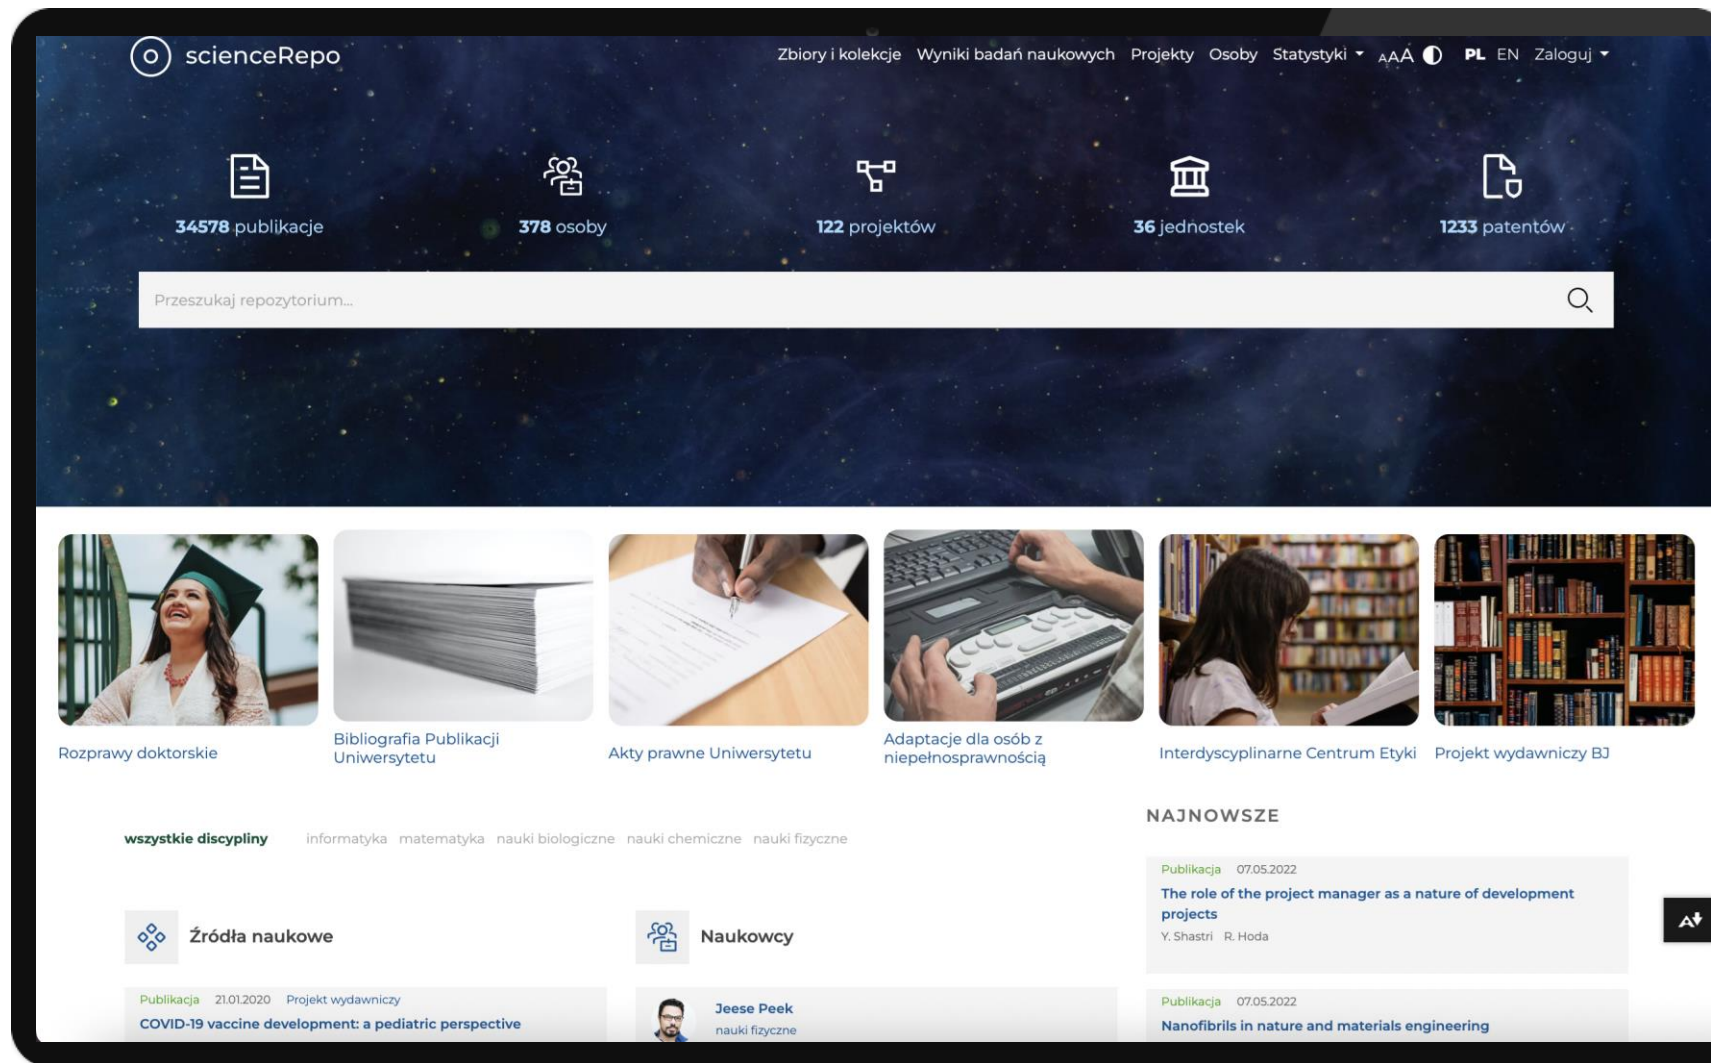 scienceRepo
Zbiory i kolekcje Wyniki badań naukowych Projekty Osoby Statystyki AAA PL EN Zaloguj
34578 publikacje
378 osoby
122 projektów
36 jednostek
1233 patentów
Przeszukaj repozytorium...
Rozprawy doktorskie
Bibliografia Publikacji
Uniwersytetu
Akty prawne Uniwersytetu
Adaptacje dla osób z
niepełnosprawnością
Interdyscyplinarne Centrum Etyki
Projekt wydawniczy BJ
wszystkie discypliny informatyka matematyka nauki biologiczne nauki chemiczne nauki fizyczne
Źródła naukowe
Publikacja 21.01.2020 Projekt wydawniczy
COVID-19 vaccine development: a pediatric perspective
Naukowcy
Jeese Peek
nauki fizyczne
NAJNOWSZE
Publikacja 07.05.2022
The role of the project manager as a nature of development
projects
Y. Shastri R. Hoda
Publikacja 07.05.2022
Nanofibrils in nature and materials engineering
A